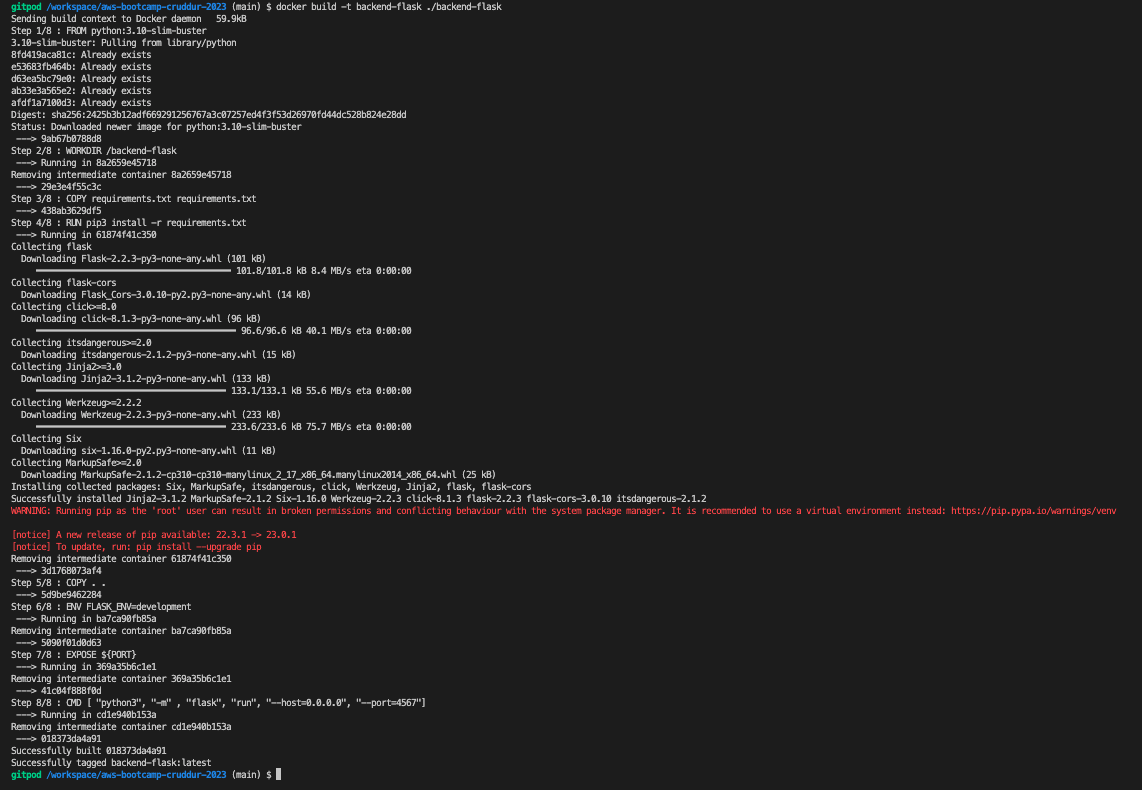 gitpod /workspace/aws-bootcamp-cruddur-2023 (main) $ docker build -t backend-flask ./backend-flask
Sending build context to Docker daemon   59.9kB
Step 1/8 : FROM python:3.10-slim-buster
3.10-slim-buster: Pulling from library/python
8fd419aca81c: Already exists
e53683fb464b: Already exists
d63ea5bc79e0: Already exists
ab33e3a565e2: Already exists
afdf1a7100d3: Already exists
Digest: sha256:2425b3b12adf669291256767a3c07257ed4f3f53d26970fd44dc528b824e28dd
Status: Downloaded newer image for python:3.10-slim-buster
 ---> 9ab67b0788d8
Step 2/8 : WORKDIR /backend-flask
 ---> Running in 8a2659e45718
Removing intermediate container 8a2659e45718
 ---> 29e3e4f55c3c
Step 3/8 : COPY requirements.txt requirements.txt
 ---> 438ab3629df5
Step 4/8 : RUN pip3 install -r requirements.txt
 ---> Running in 61874f41c350
Collecting flask
  Downloading Flask-2.2.3-py3-none-any.whl (101 kB)
     101.8/101.8 kB 8.4 MB/s eta 0:00:00
Collecting flask-cors
  Downloading Flask_Cors-3.0.10-py2.py3-none-any.whl (14 kB)
Collecting click>=8.0
  Downloading click-8.1.3-py3-none-any.whl (96 kB)
     96.6/96.6 kB 40.1 MB/s eta 0:00:00
Collecting itsdangerous>=2.0
  Downloading itsdangerous-2.1.2-py3-none-any.whl (15 kB)
Collecting Jinja2>=3.0
  Downloading Jinja2-3.1.2-py3-none-any.whl (133 kB)
     133.1/133.1 kB 55.6 MB/s eta 0:00:00
Collecting Werkzeug>=2.2.2
  Downloading Werkzeug-2.2.3-py3-none-any.whl (233 kB)
     233.6/233.6 kB 75.7 MB/s eta 0:00:00
Collecting Six
  Downloading six-1.16.0-py2.py3-none-any.whl (11 kB)
Collecting MarkupSafe>=2.0
  Downloading MarkupSafe-2.1.2-cp310-cp310-manylinux_2_17_x86_64.manylinux2014_x86_64.whl (25 kB)
Installing collected packages: Six, MarkupSafe, itsdangerous, click, Werkzeug, Jinja2, flask, flask-cors
Successfully installed Jinja2-3.1.2 MarkupSafe-2.1.2 Six-1.16.0 Werkzeug-2.2.3 click-8.1.3 flask-2.2.3 flask-cors-3.0.10 itsdangerous-2.1.2
WARNING: Running pip as the 'root' user can result in broken permissions and conflicting behaviour with the system package manager. It is recommended to use a virtual environment instead: https://pip.pypa.io/warnings/venv
[notice] A new release of pip available: 22.3.1 -> 23.0.1
[notice] To update, run: pip install --upgrade pip
Removing intermediate container 61874f41c350
 ---> 3d1768073af4
Step 5/8 : COPY . .
 ---> 5d9be9462284
Step 6/8 : ENV FLASK_ENV=development
 ---> Running in ba7ca90fb85a
Removing intermediate container ba7ca90fb85a
 ---> 5090f01d0d63
Step 7/8 : EXPOSE ${PORT}
 ---> Running in 369a35b6c1e1
Removing intermediate container 369a35b6c1e1
 ---> 41c04f888f0d
Step 8/8 : CMD [ "python3", "-m" , "flask", "run", "--host=0.0.0.0", "--port=4567"]
 ---> Running in cd1e940b153a
Removing intermediate container cd1e940b153a
 ---> 018373da4a91
Successfully built 018373da4a91
Successfully tagged backend-flask:latest
gitpod /workspace/aws-bootcamp-cruddur-2023 (main) $